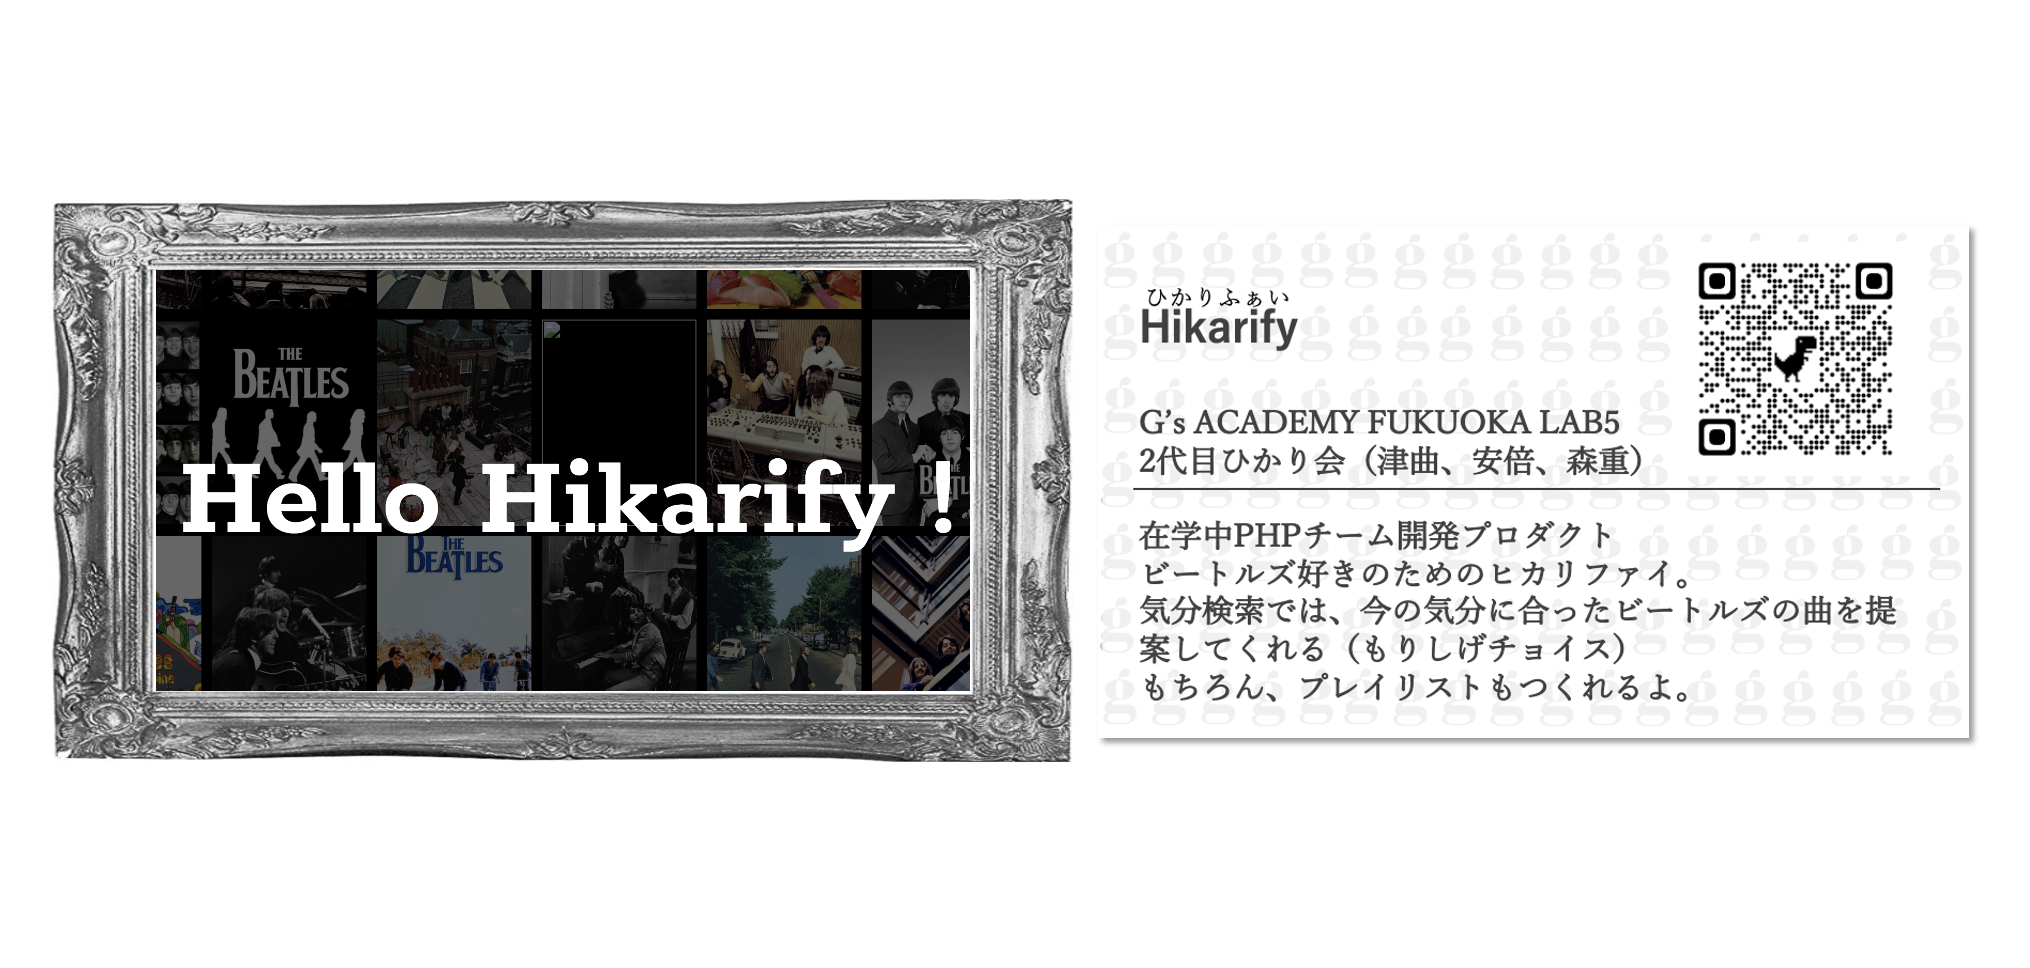 THE
BEATLES
THE
BEATLES
Hello Hikarify !
ひかりふぁい
Hikarify
G's ACADEMY FUKUOKA LAB5
2代目ひかり会（津曲、安倍、森重）
在学中PHPチーム開発プロダクト
ビートルズ好きのためのヒカリファイ。
気分検索では、今の気分に合ったビートルズの曲を提
案してくれる（もりしげチョイス）
もちろん、プレイリストもつくれるよ。